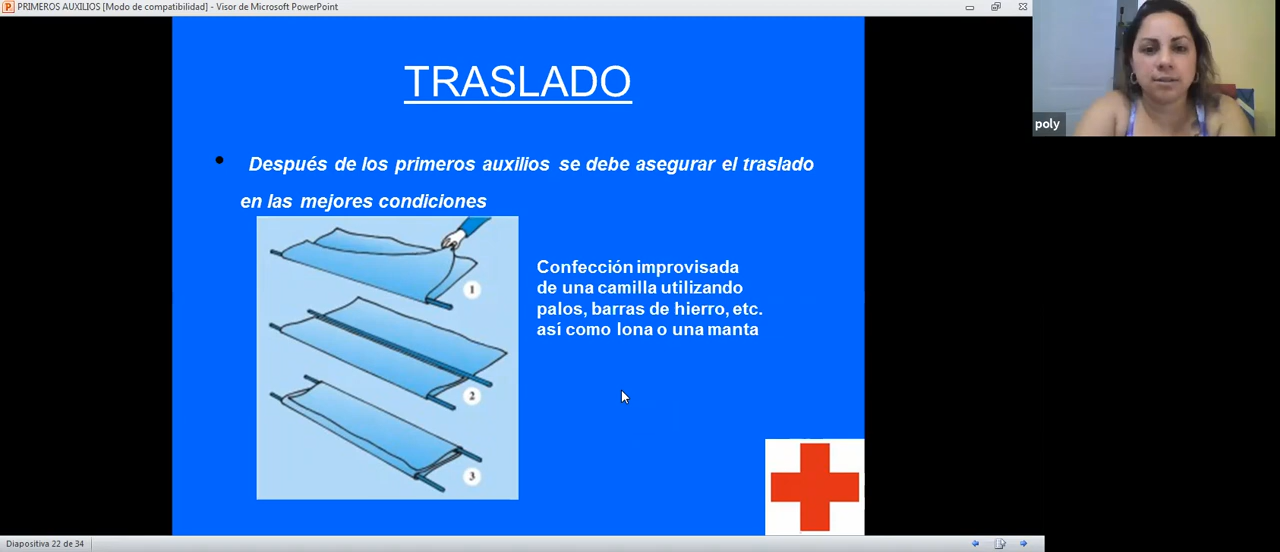 PRIMEROS AUXILIOS [Modo de compatibilidad] - Visor de Microsoft PowerPoint
poly
TRASLADO
• Después de los primeros auxilios se debe asegurar el traslado
en las mejores condiciones
1
2
3
Confección improvisada
de una camilla utilizando
palos, barras de hierro, etc.
así como lona o una manta
Diapositiva 22 de 34